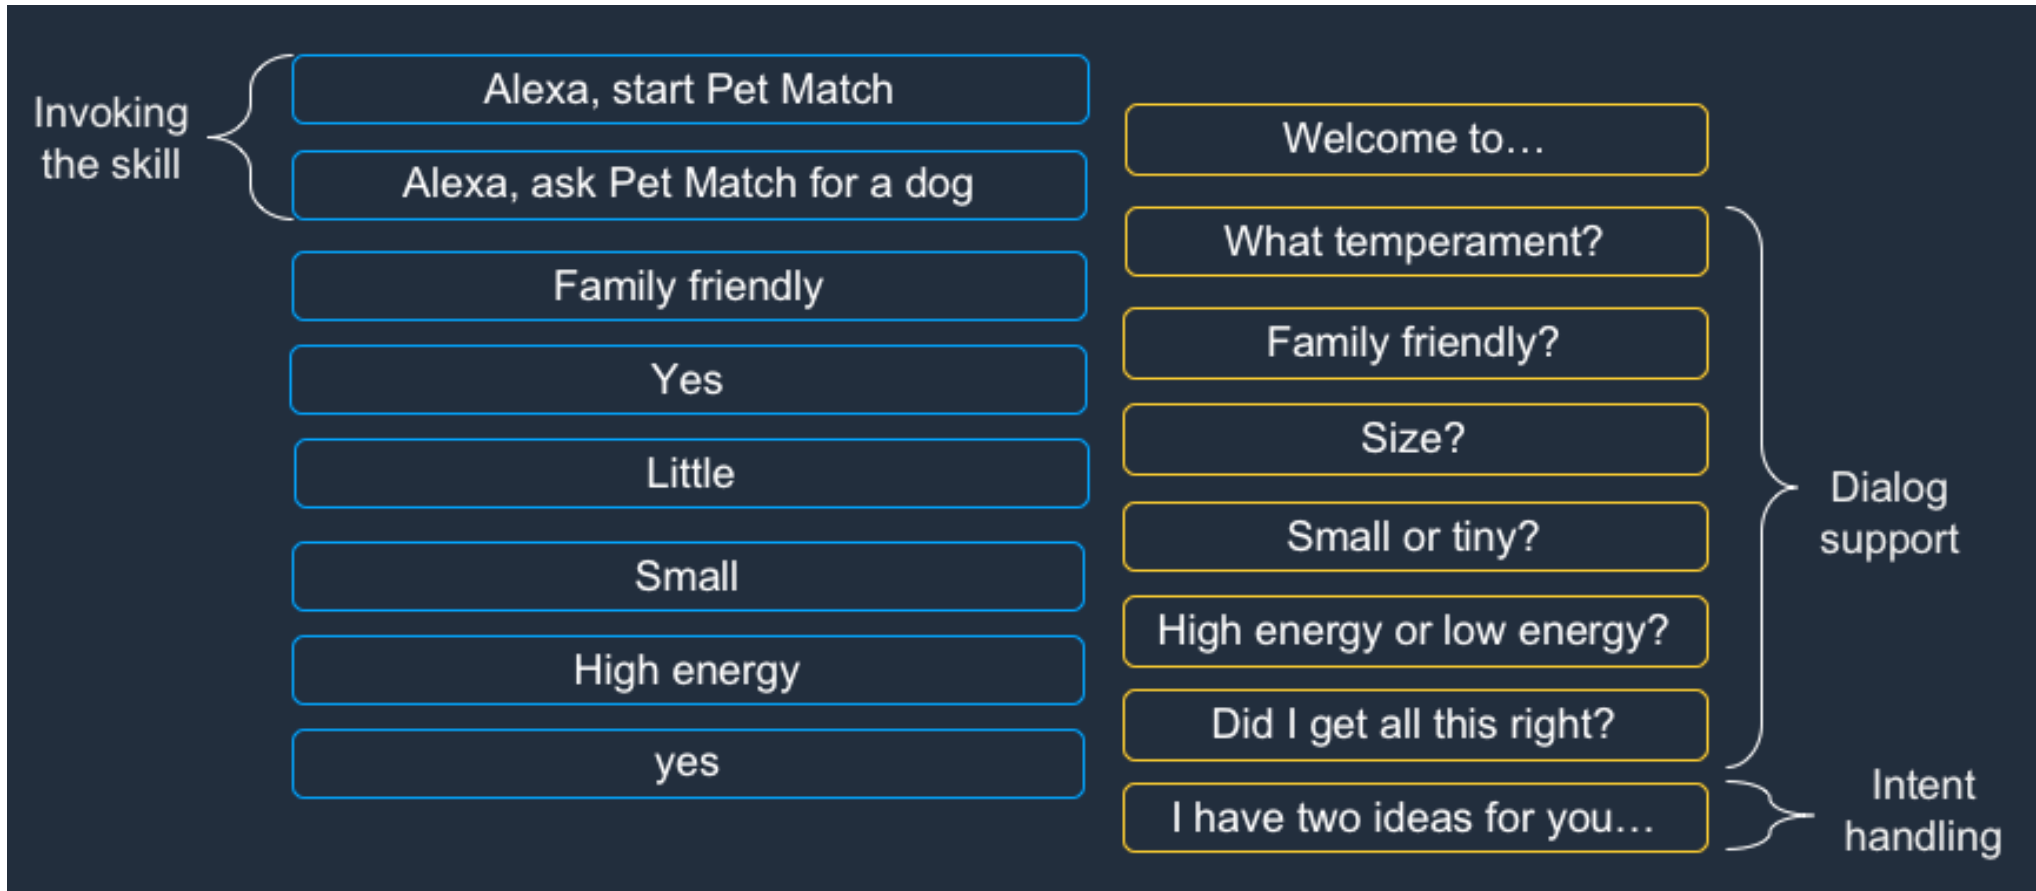 Invoking
the skill
Alexa, start Pet Match
Welcome to…
Alexa, ask Pet Match for a dog
What temperament?
Family friendly
Family friendly?
Yes
Size?
Little
Small or tiny?
Small
High energy or low energy?
High energy
Did I get all this right?
yes
I have two ideas for you…
Dialog
support
Intent
handling